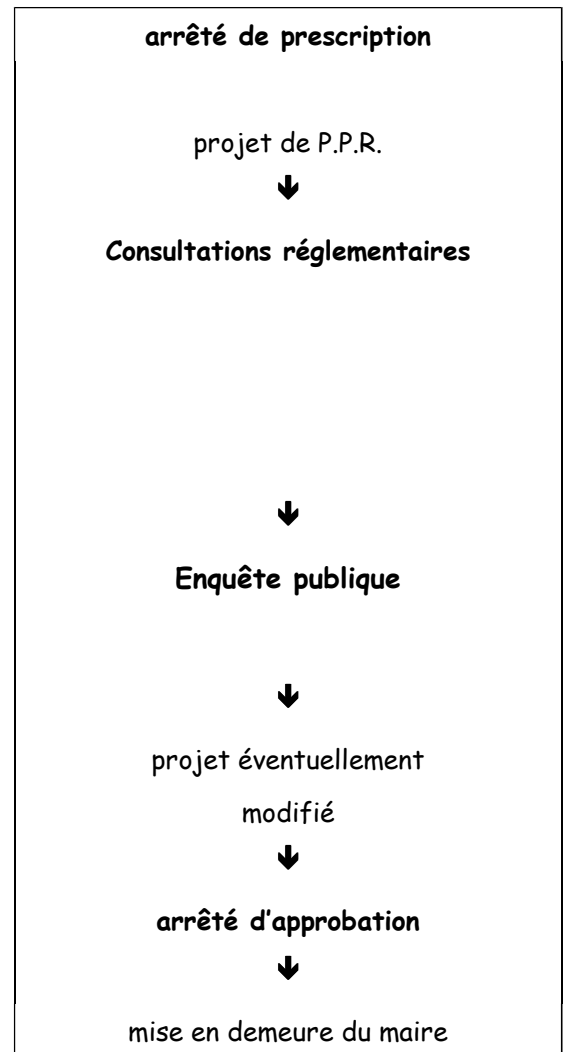 arrêté de prescription
projet de P.P.R.
Consultations réglementaires
Enquête publique
projet éventuellement
modifié
arrêté d'approbation
mise en demeure du maire